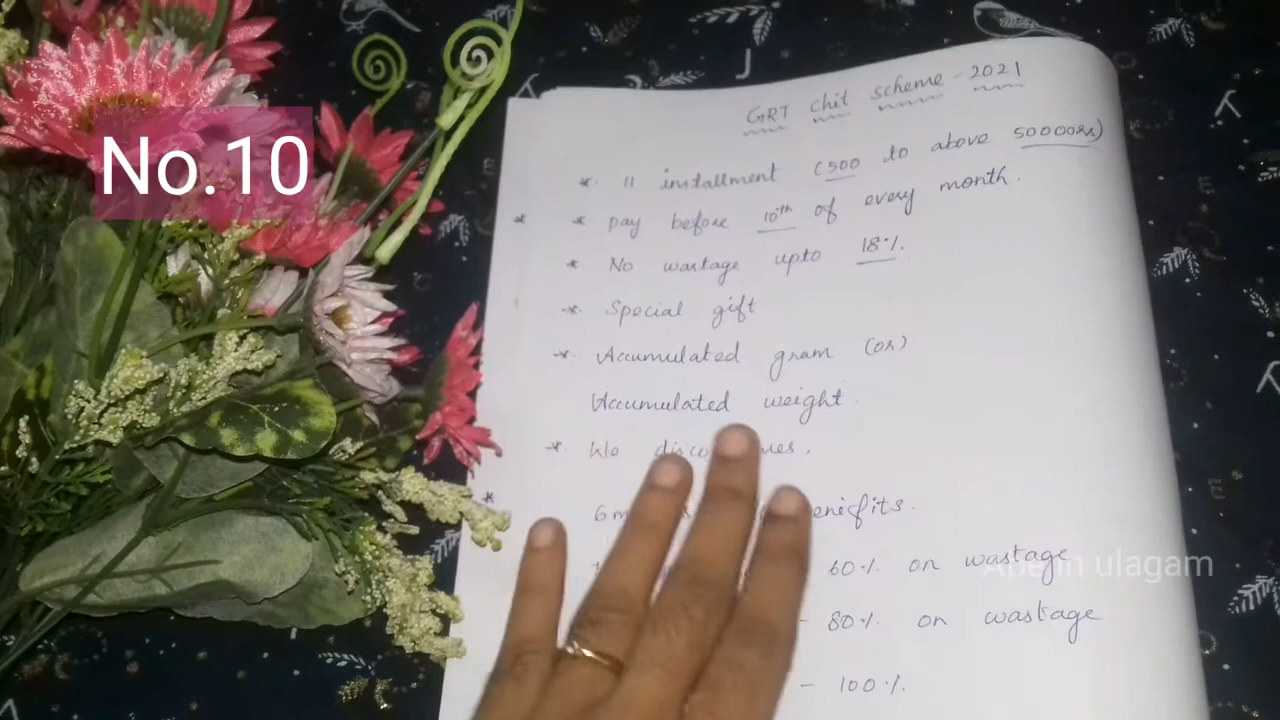 No.10
GRT chit scheme - 2021
*. 11 installment (500 to above 50000rs)
* * pay before 10th of every month.
* No wastage upto 18%.
*. Special gift
*. Accumulated gram (or)
Accumulated weight.
*
6 enifits.
60%. on wastage
Abejin ulagam
- 80%. on wastage
- 100%.